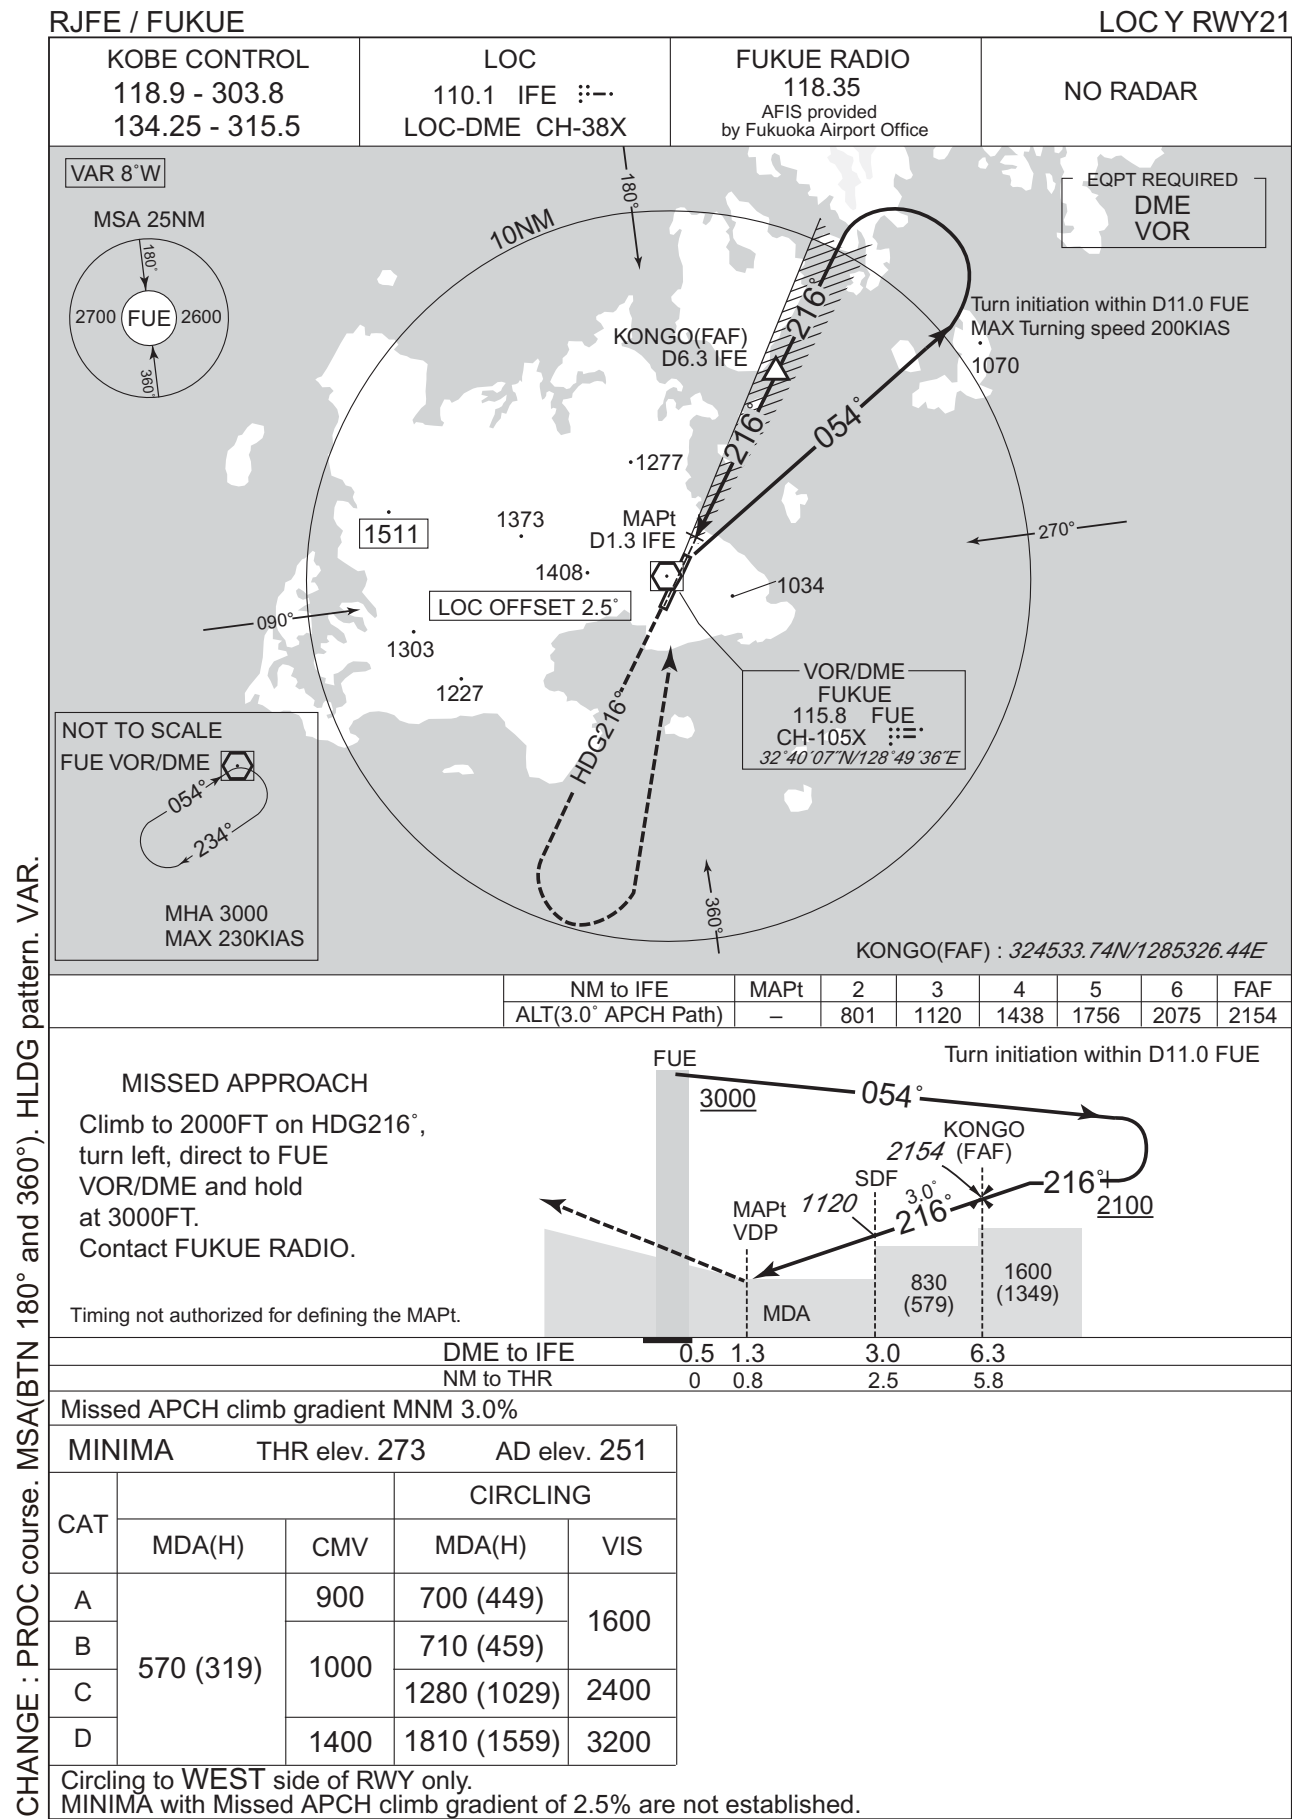 RJFE / FUKUE
LOC Y RWY21
KOBE CONTROL
118.9 - 303.8
134.25 - 315.5
LOC
110.1 IFE
LOC-DME CH-38X
FUKUE RADIO
118.35
AFIS provided
by Fukuoka Airport Office
NO RADAR
VAR 8°W
MSA 25NM
180°
2700
FUE
2600
360°
10NM
180°
EQPT REQUIRED
DME
VOR
216°
Turn initiation within D11.0 FUE
MAX Turning speed 200KIAS
KONGO(FAF)
D6.3 IFE
1070
216°
054°
1277
1511
1373
MAPt
D1.3 IFE
270°
1408
1034
LOC OFFSET 2.5°
090°
1303
1227
HDG216°
VOR/DME
FUKUE
115.8 FUE
CH-105X
32°40′07″N/128°49′36″E
NOT TO SCALE
FUE VOR/DME
054°
234°
MHA 3000
MAX 230KIAS
360°
KONGO(FAF) : 324533.74N/1285326.44E
NM to IFE MAPt 2 3 4 5 6 FAF
ALT(3.0° APCH Path) – 801 1120 1438 1756 2075 2154
MISSED APPROACH
Climb to 2000FT on HDG216°,
turn left, direct to FUE
VOR/DME and hold
at 3000FT.
Contact FUKUE RADIO.
Timing not authorized for defining the MAPt.
FUE
Turn initiation within D11.0 FUE
3000
054°
KONGO
(FAF)
2154
SDF
216°
2100
3.0°
216°
MAPt
VDP
1120
MDA
830
(579)
1600
(1349)
DME to IFE 0.5 1.3 3.0 6.3
NM to THR 0 0.8 2.5 5.8
Missed APCH climb gradient MNM 3.0%
MINIMA THR elev. 273 AD elev. 251
CAT
CIRCLING
MDA(H) CMV MDA(H) VIS
A 900 700 (449)
1600
B 710 (459)
570 (319) 1000
C 1280 (1029) 2400
D 1400 1810 (1559) 3200
Circling to WEST side of RWY only.
MINIMA with Missed APCH climb gradient of 2.5% are not established.
CHANGE : PROC course. MSA(BTN 180° and 360°). HLDG pattern. VAR.